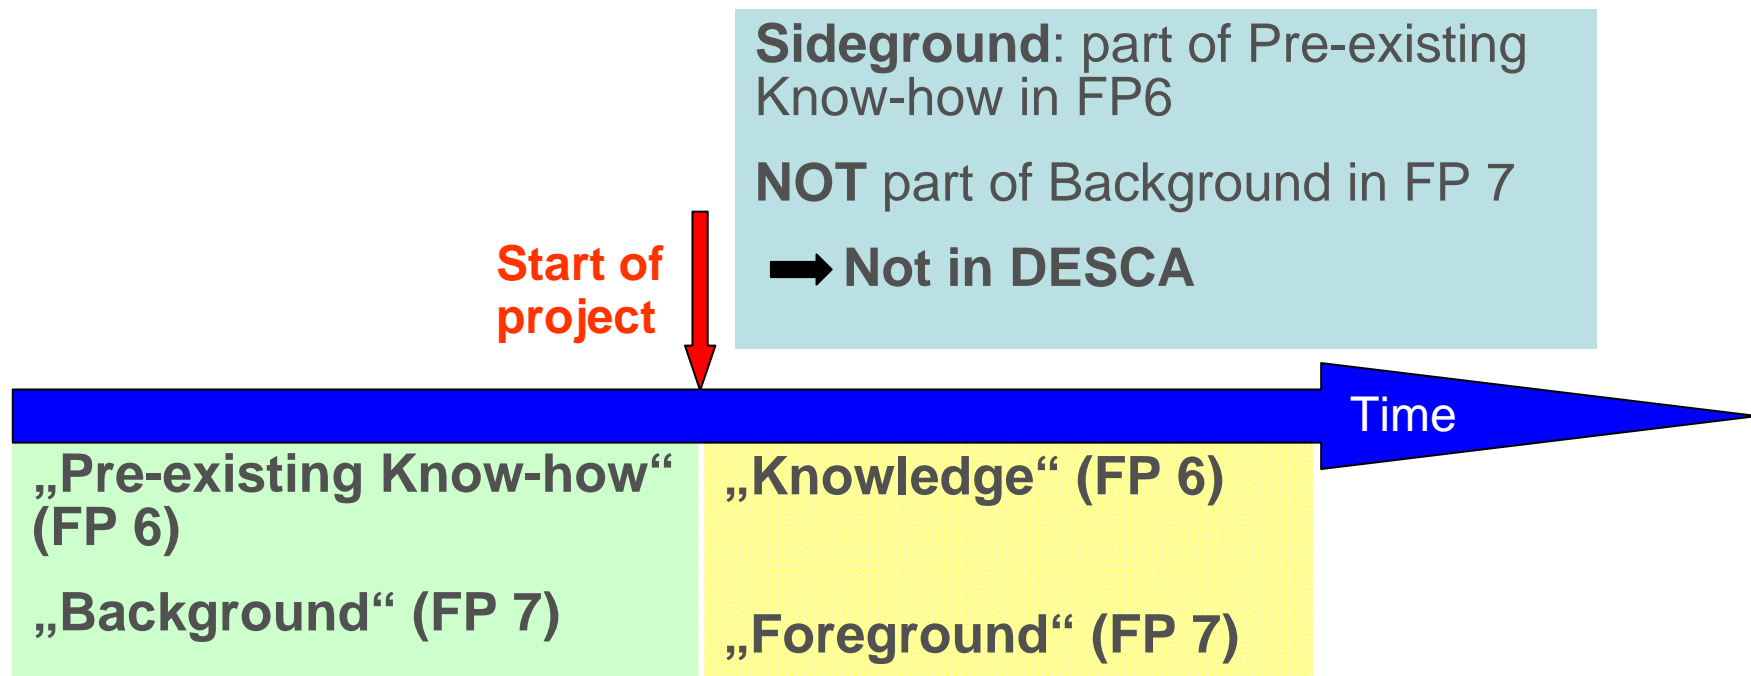 Sideground: part of Pre-existing
Know-how in FP6
NOT part of Background in FP 7
Not in DESCA
Start of
project
Time
„Pre-existing Know-how“
(FP 6)
„Background“ (FP 7)
„Knowledge“ (FP 6)
„Foreground“ (FP 7)